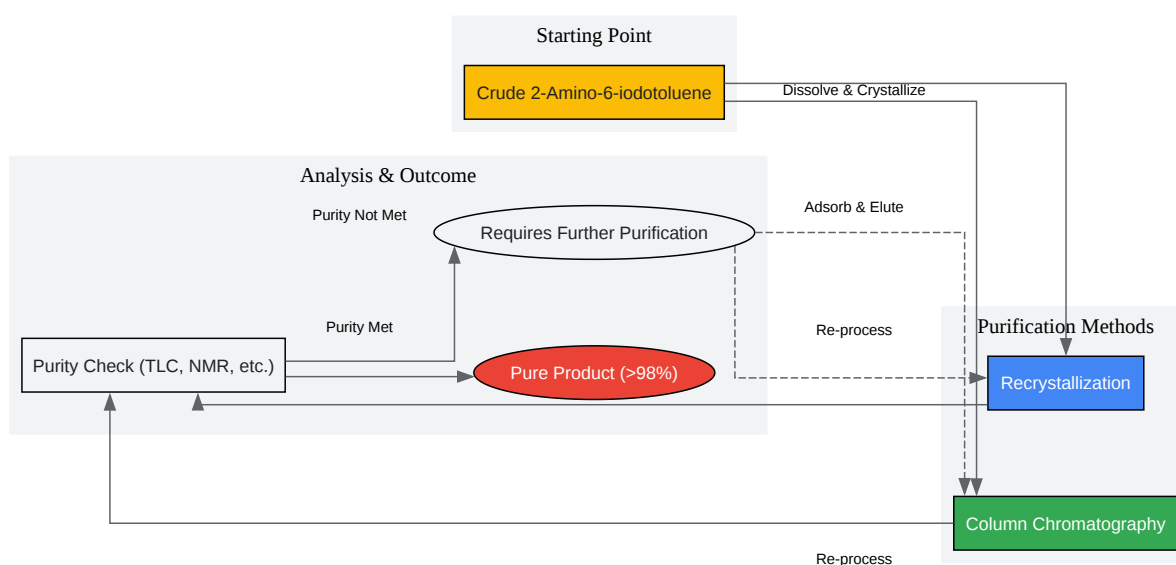 Starting Point
Crude 2-Amino-6-iodotoluene
Dissolve & Crystallize
Analysis & Outcome
Purity Not Met
Requires Further Purification
Adsorb & Elute
Purity Met
Re-process
Purification Methods
Purity Check (TLC, NMR, etc.)
Pure Product (>98%)
Recrystallization
Column Chromatography
Re-process